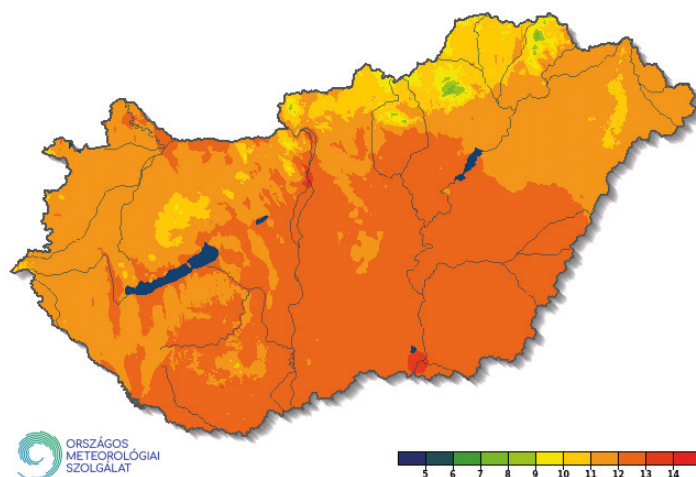 ORSZÁGOS
METEOROLÓGIAI
SZOLGÁLAT
5 6 7 8 9 10 11 12 13 14